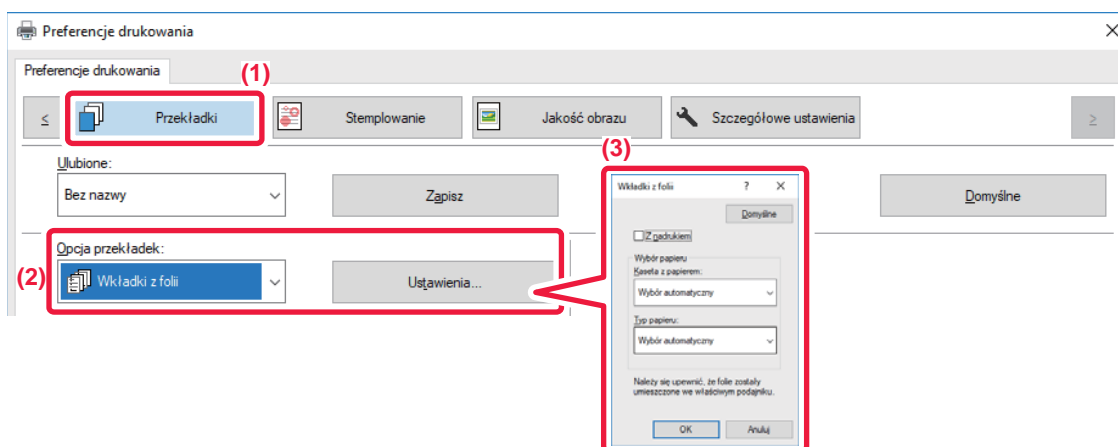 Preferencje drukowania
Preferencje drukowania
(1)
< Przekładki Stemplowanie Jakość obrazu Szczegółowe ustawienia >
(3)
Ulubione:
Bez nazwy Zapisz Domyślne
Opcja przekładek:
(2) Wkładki z folii Ustawienia...
Wkładki z folii ? X
Domyślne
Z nadrukiem
Wybór papieru
Kaseta z papierem:
Wybór automatyczny
Typ papieru:
Wybór automatyczny
Należy się upewnić, że folie zostały
umieszczone we właściwym podajniku.
OK Anuluj